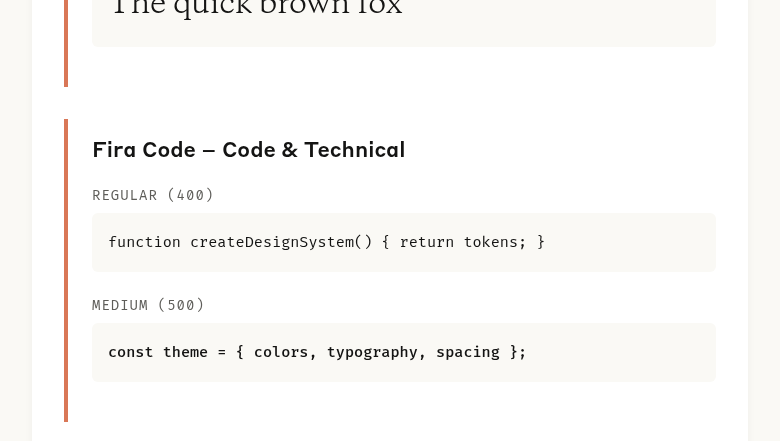 The quick brown fox
Fira Code – Code & Technical
REGULAR (400)
function createDesignSystem() { return tokens; }
MEDIUM (500)
const theme = { colors, typography, spacing };